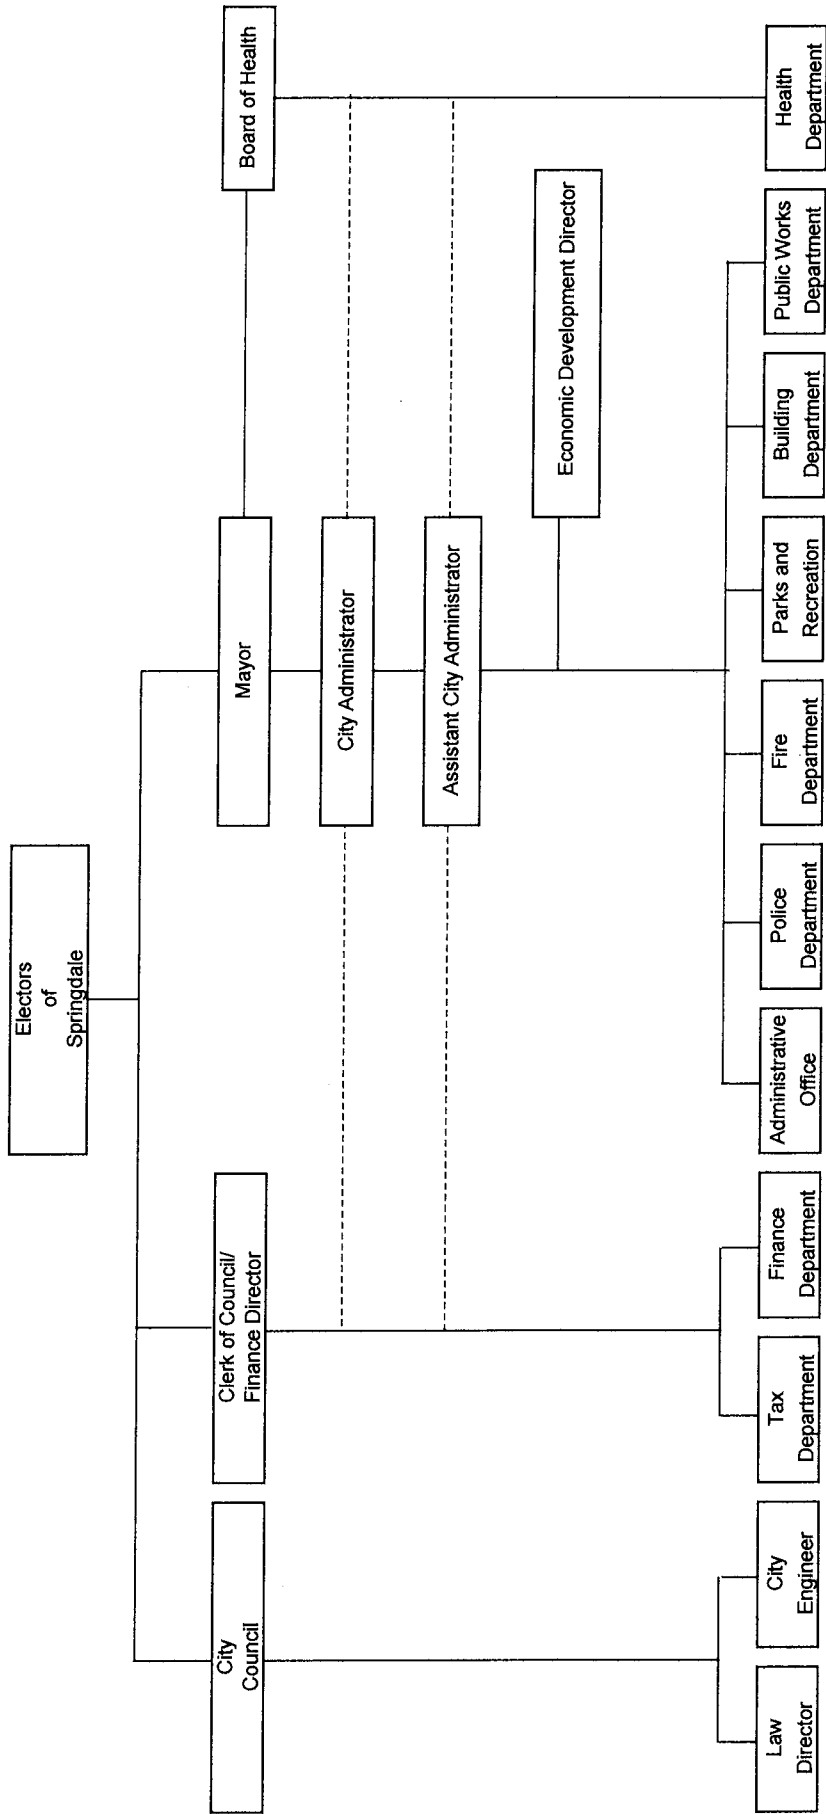 Electors
of
Springdale
City
Council
Clerk of Council/
Finance Director
Mayor
Board of Health
City Administrator
Assistant City Administrator
Economic Development Director
Law
Director
City
Engineer
Tax
Department
Finance
Department
Administrative
Office
Police
Department
Fire
Department
Parks and
Recreation
Building
Department
Public Works
Department
Health
Department